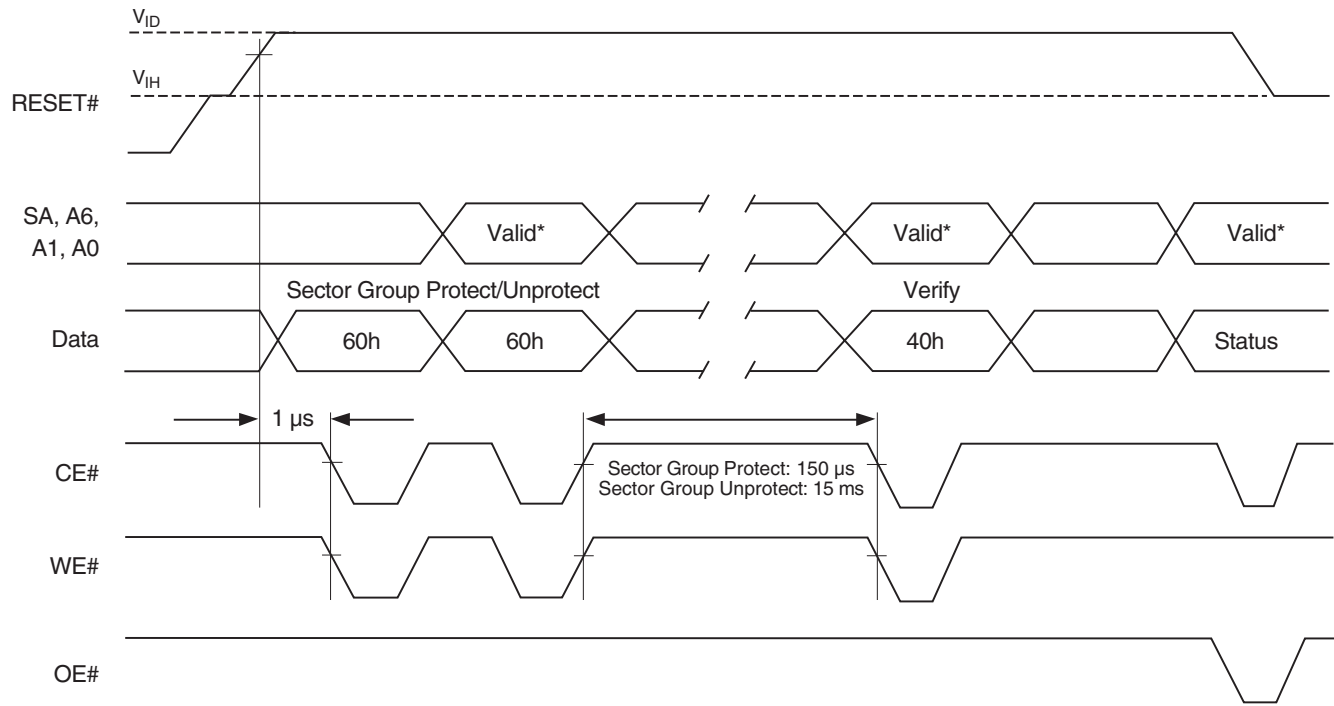 VID
VIH
RESET#
SA, A6,
A1, A0
Valid*
Valid*
Valid*
Sector Group Protect/Unprotect
Verify
Data
60h
60h
40h
Status
1 µs
CE#
Sector Group Protect: 150 µs
Sector Group Unprotect: 15 ms
WE#
OE#